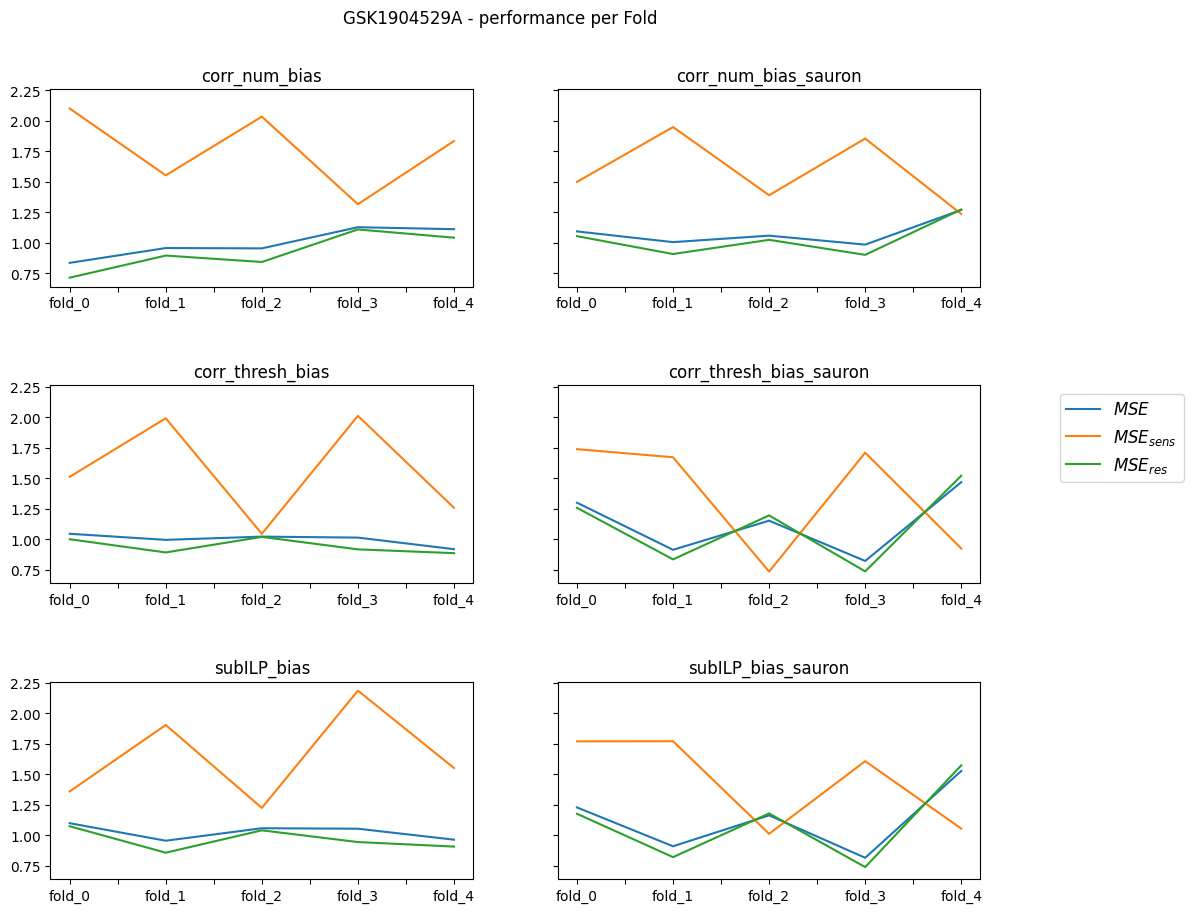 GSK1904529A - performance per Fold
corr_num_bias
2.25
2.00
1.75
1.50
1.25
1.00
0.75
fold_0 fold_1 fold_2 fold_3 fold_4
corr_num_bias_sauron
fold_0 fold_1 fold_2 fold_3 fold_4
corr_thresh_bias
2.25
2.00
1.75
1.50
1.25
1.00
0.75
fold_0 fold_1 fold_2 fold_3 fold_4
corr_thresh_bias_sauron
fold_0 fold_1 fold_2 fold_3 fold_4
MSE
MSE_sens
MSE_res
subILP_bias
2.25
2.00
1.75
1.50
1.25
1.00
0.75
fold_0 fold_1 fold_2 fold_3 fold_4
subILP_bias_sauron
fold_0 fold_1 fold_2 fold_3 fold_4